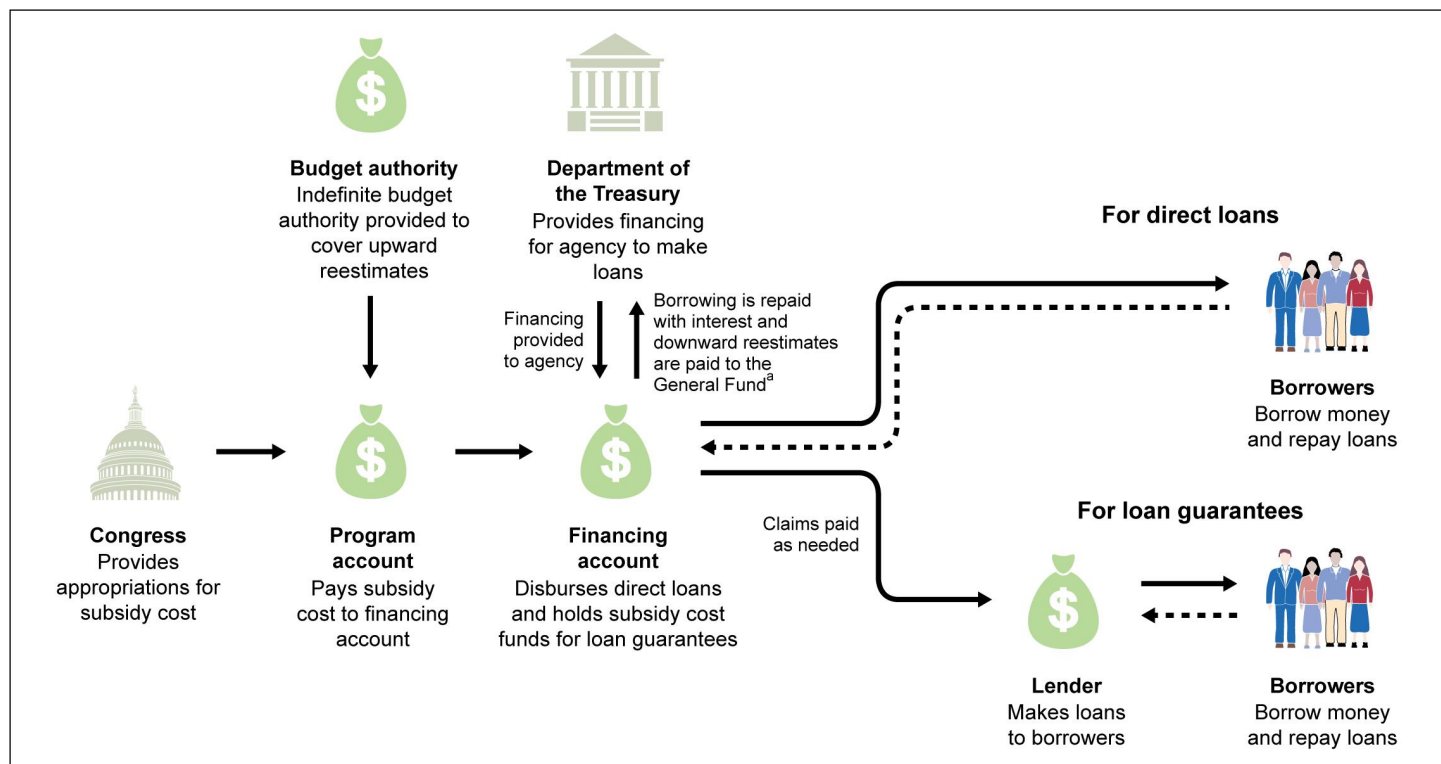 $
Budget authority
Indefinite budget
authority provided to
cover upward
reestimates
Department of
the Treasury
Provides financing
for agency to make
loans
Financing
provided
to agency
Borrowing is repaid
with interest and
downward reestimates
are paid to the
General Fundᵃ
Congress
Provides
appropriations for
subsidy cost
$
Program
account
Pays subsidy
cost to financing
account
$
Financing
account
Disburses direct loans
and holds subsidy cost
funds for loan guarantees
For direct loans
Borrowers
Borrow money
and repay loans
Claims paid
as needed
For loan guarantees
$
Lender
Makes loans
to borrowers
Borrowers
Borrow money
and repay loans